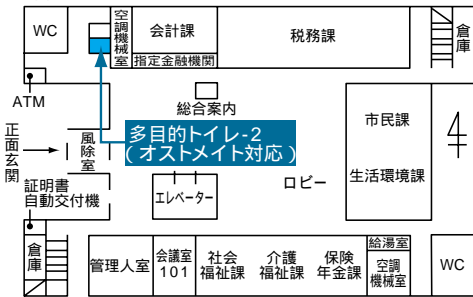 WC
空調機械室
会計課
指定金融機関
税務課
倉庫
ATM
総合案内
多目的トイレ-2
(オストメイト対応)
正面玄関
風除室
市民課
生活環境課
ロビー
エレベーター
証明書
自動交付機
倉庫
管理人室
会議室
101
社会
福祉課
介護
福祉課
保険
年金課
給湯室
空調
機械室
WC